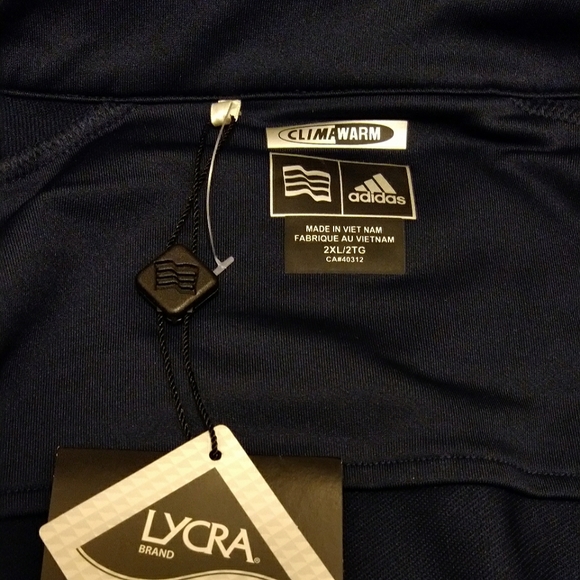 CLIMAWARM
adidas
MADE IN VIET NAM
FABRIQUE AU VIETNAM
2XL/2TG
CA#40312
LYCRA®
BRAND